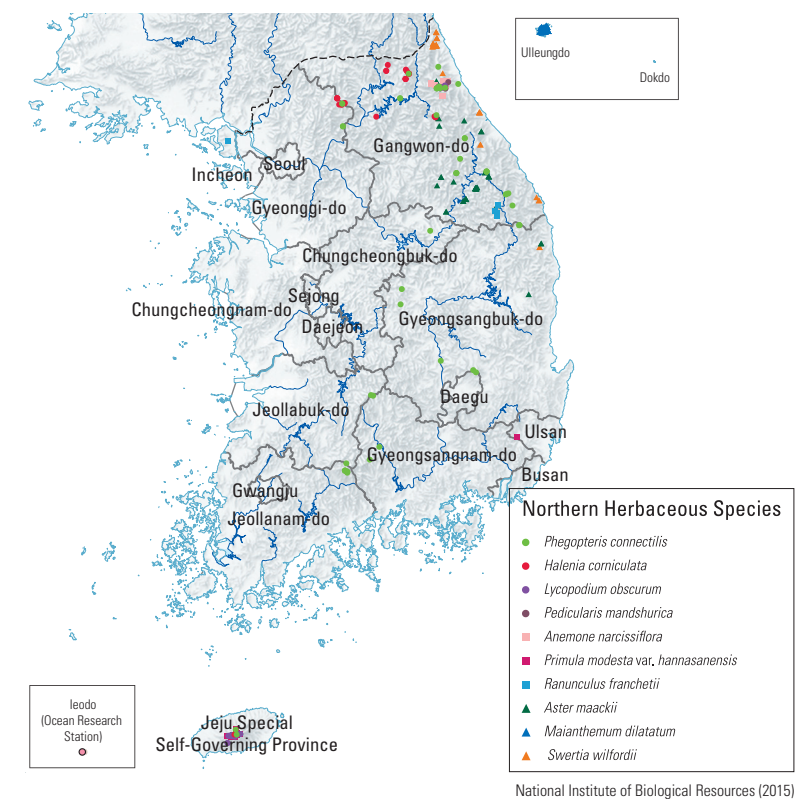 Ulleungdo
Dokdo
Gangwon-do
Seoul
Incheon
Gyeonggi-do
Chungcheongbuk-do
Sejong
Chungcheongnam-do
Daejeon
Gyeongsangbuk-do
Daegu
Jeollabuk-do
Ulsan
Gyeongsangnam-do
Busan
Gwangju
Jeollanam-do
Northern Herbaceous Species
Phegopteris connectilis
Halenia corniculata
Lycopodium obscurum
Pedicularis mandshurica
Anemone narcissiflora
Primula modesta var. hannasanensis
Ranunculus franchetii
Aster maackii
Maianthemum dilatatum
Swertia wilfordii
Ieodo
(Ocean Research
Station)
Jeju Special
Self-Governing Province
National Institute of Biological Resources (2015)